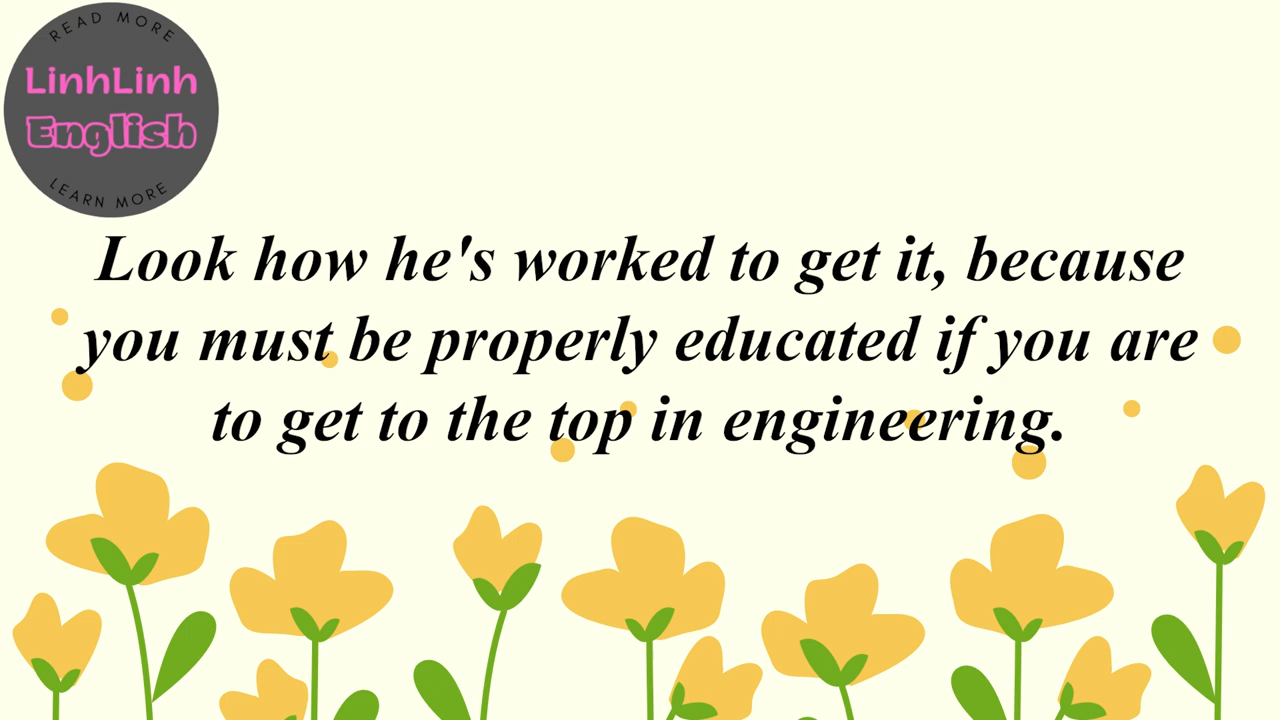 READ MORE
LinhLinh
English
LEARN MORE
Look how he's worked to get it, because
you must be properly educated if you are
to get to the top in engineering.